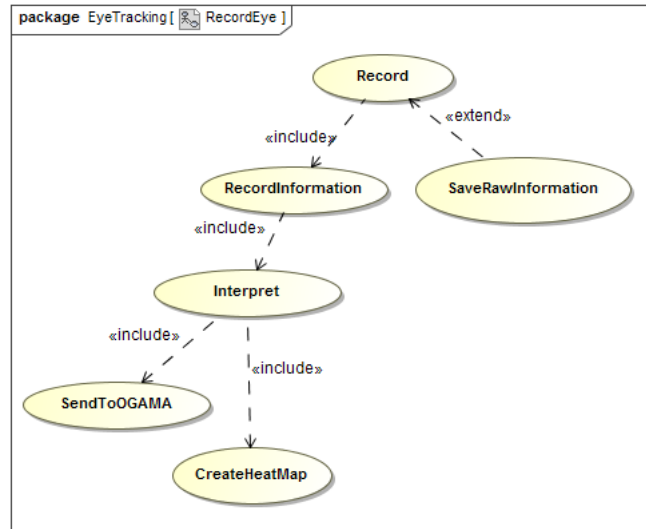 package EyeTracking [ RecordEye ]
Record
«extend»
«include»
RecordInformation
SaveRawInformation
«include»
Interpret
«include»
«include»
SendToOGAMA
CreateHeatMap